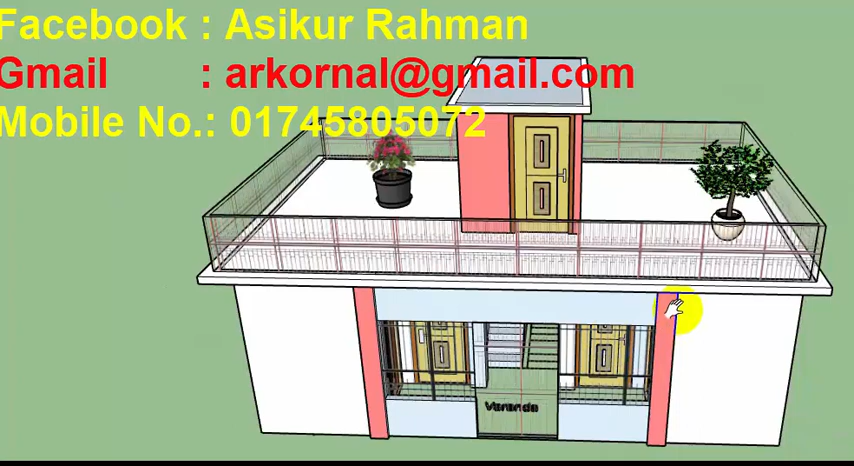 Facebook : Asikur Rahman
Gmail : arkornal@gmail.com
Mobile No.: 01745805072
Veranda